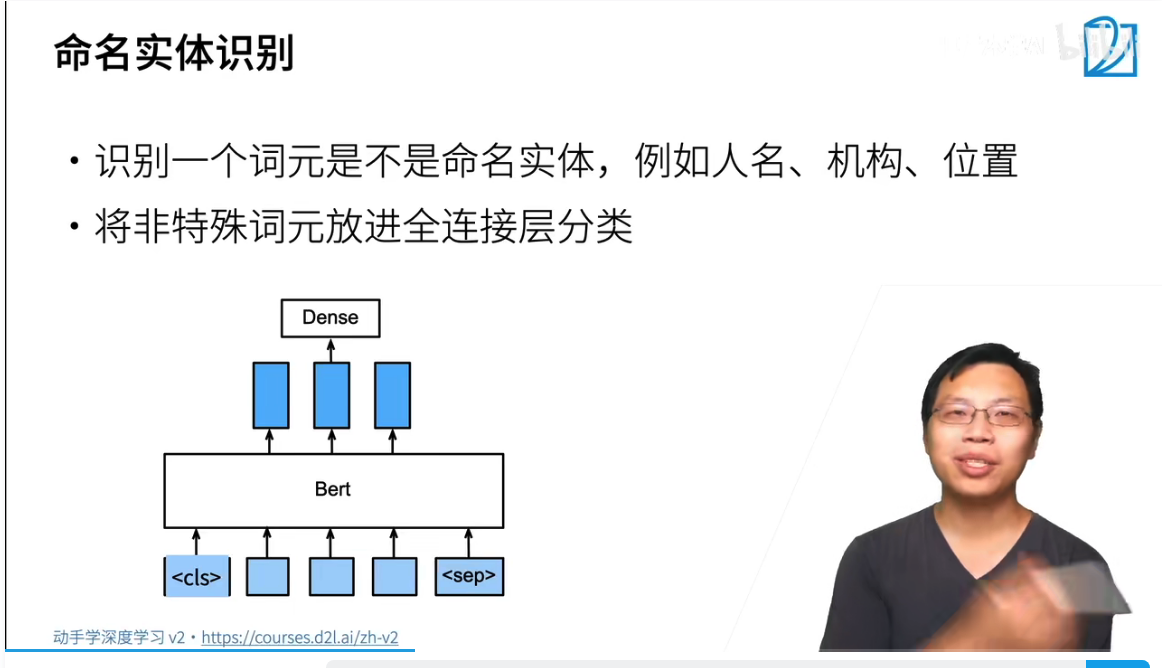 命名实体识别
• 识别一个词元是不是命名实体，例如人名、机构、位置
• 将非特殊词元放进全连接层分类
Dense
Bert
<cls>
<sep>
动手学深度学习 v2 • https://courses.d2l.ai/zh-v2